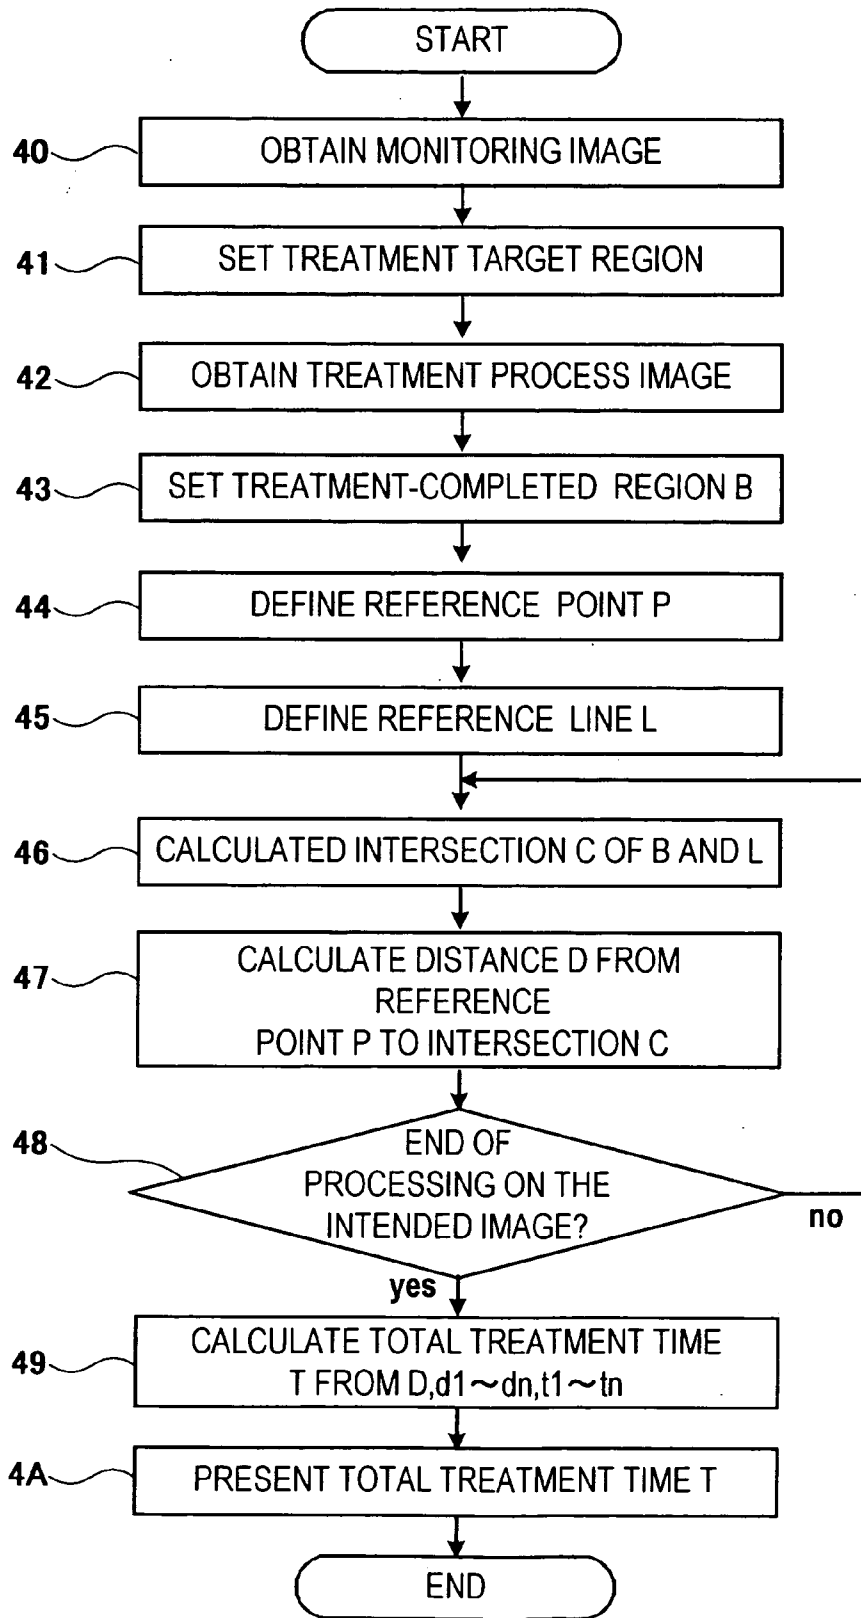 START
40
OBTAIN MONITORING IMAGE
41
SET TREATMENT TARGET REGION
42
OBTAIN TREATMENT PROCESS IMAGE
43
SET TREATMENT-COMPLETED REGION B
44
DEFINE REFERENCE POINT P
45
DEFINE REFERENCE LINE L
46
CALCULATED INTERSECTION C OF B AND L
47
CALCULATE DISTANCE D FROM
REFERENCE
POINT P TO INTERSECTION C
48
END OF
PROCESSING ON THE
INTENDED IMAGE?
no
yes
49
CALCULATE TOTAL TREATMENT TIME
T FROM D,d1～dn,t1～tn
4A
PRESENT TOTAL TREATMENT TIME T
END